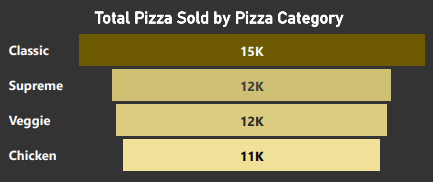 Total Pizza Sold by Pizza Category
Classic 15K
Supreme 12K
Veggie 12K
Chicken 11K